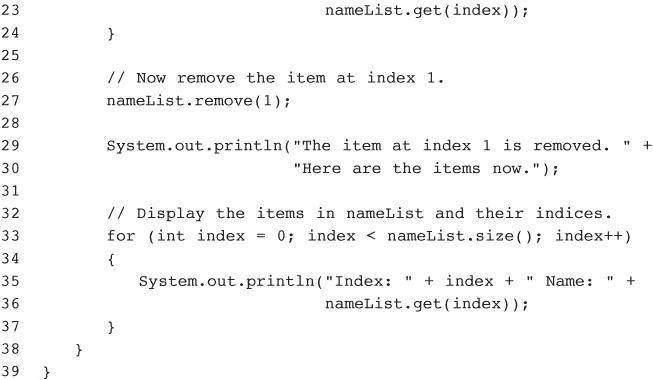 23                                nameList.get(index));
24         }
25
26         // Now remove the item at index 1.
27         nameList.remove(1);
28
29         System.out.println("The item at index 1 is removed. " +
30                            "Here are the items now.");
31
32         // Display the items in nameList and their indices.
33         for (int index = 0; index < nameList.size(); index++)
34         {
35            System.out.println("Index: " + index + " Name: " +
36                               nameList.get(index));
37         }
38      }
39   }